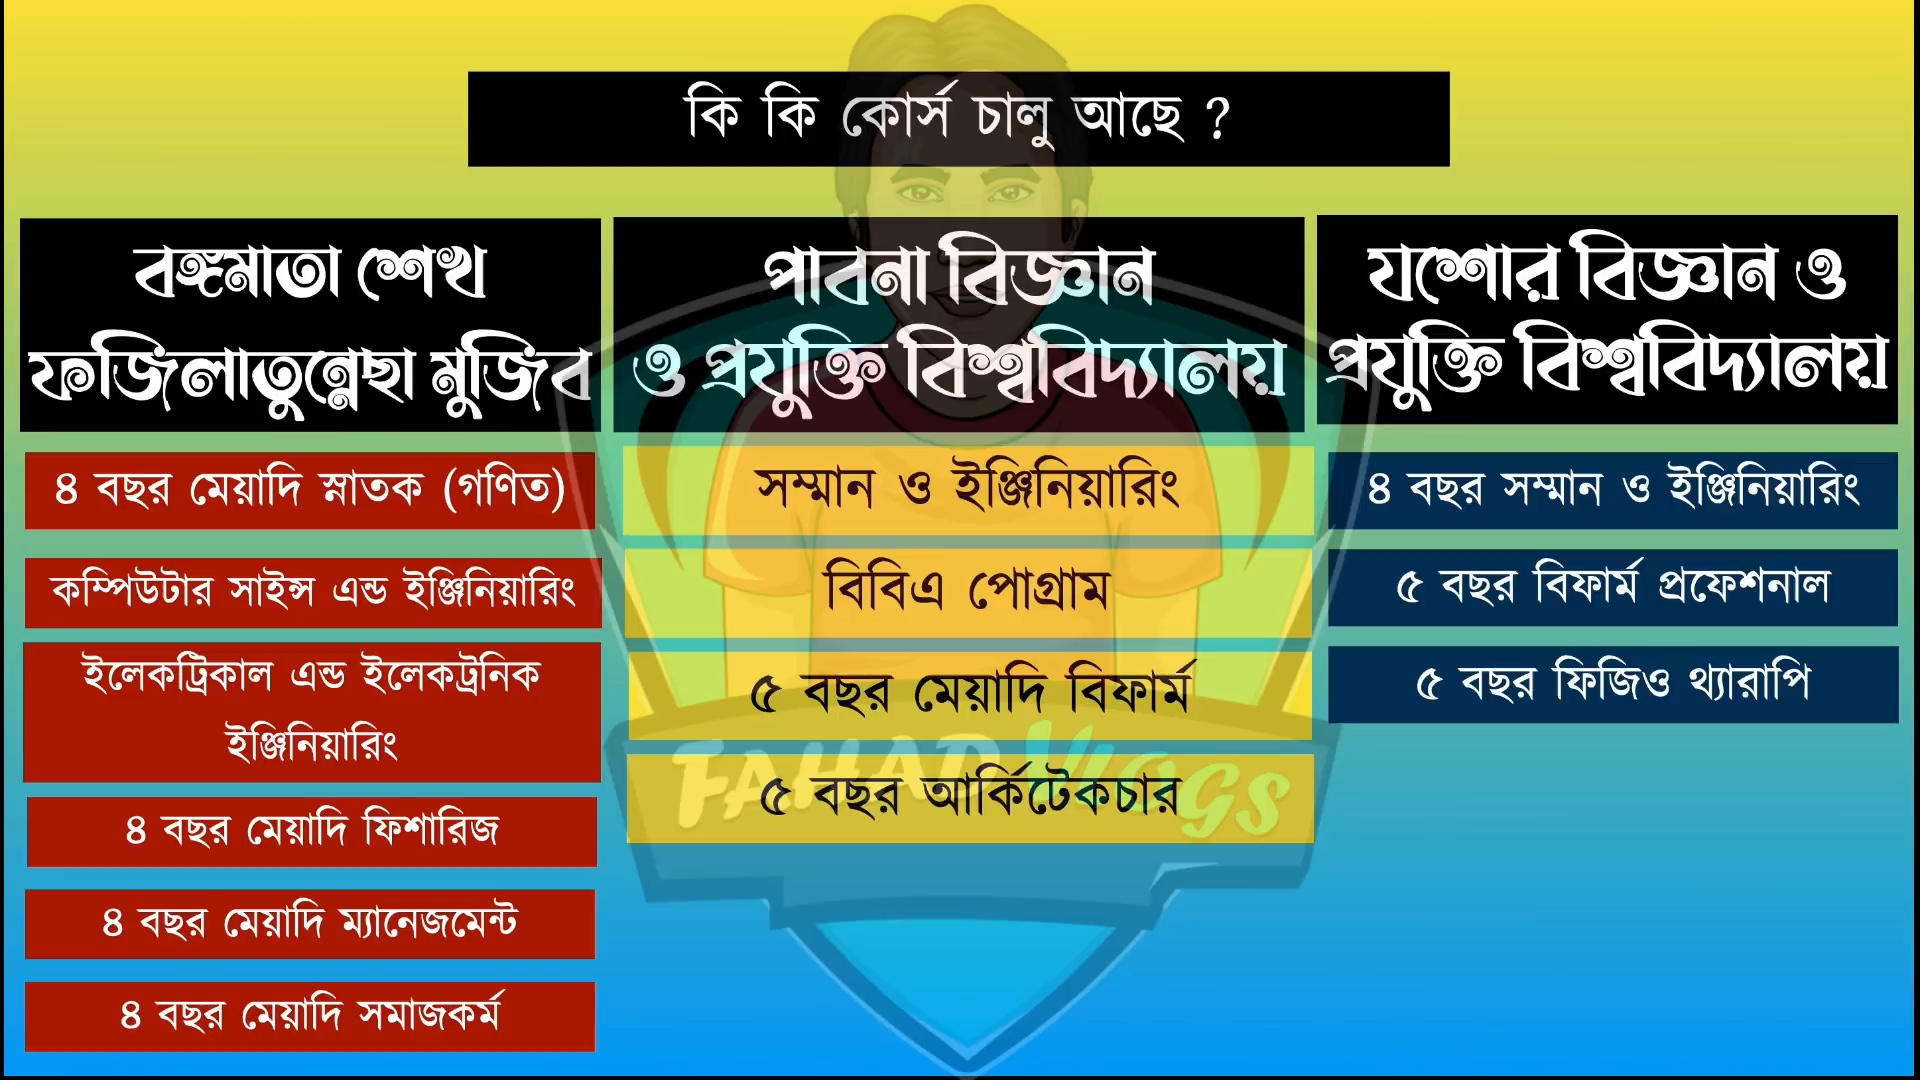 কি কি কোর্স চালু আছে ?
বঙ্গমাতা শেখ
ফজিলাতুন্নেছা মুজিব
৪ বছর মেয়াদি স্নাতক (গণিত)
কম্পিউটার সাইন্স এন্ড ইঞ্জিনিয়ারিং
ইলেকট্রিকাল এন্ড ইলেকট্রনিক
ইঞ্জিনিয়ারিং
৪ বছর মেয়াদি ফিশারিজ
৪ বছর মেয়াদি ম্যানেজমেন্ট
৪ বছর মেয়াদি সমাজকর্ম
পাবনা বিজ্ঞান
ও প্রযুক্তি বিশ্ববিদ্যালয়
সম্মান ও ইঞ্জিনিয়ারিং
বিবিএ পোগ্রাম
৫ বছর মেয়াদি বিফার্ম
৫ বছর আর্কিটেকচার
যশোর বিজ্ঞান ও
প্রযুক্তি বিশ্ববিদ্যালয়
৪ বছর সম্মান ও ইঞ্জিনিয়ারিং
৫ বছর বিফার্ম প্রফেশনাল
৫ বছর ফিজিও থ্যারাপি
FAHAD VlOGS